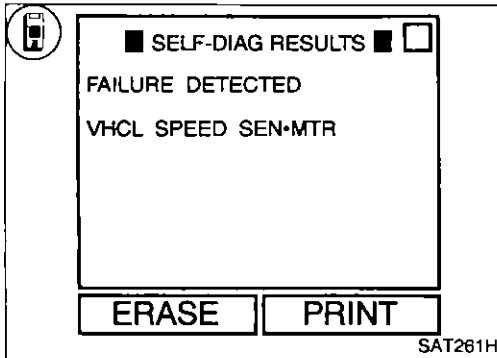 ■ SELF-DIAG RESULTS ■ □
FAILURE DETECTED
VHCL SPEED SEN•MTR
ERASE PRINT
SAT261H